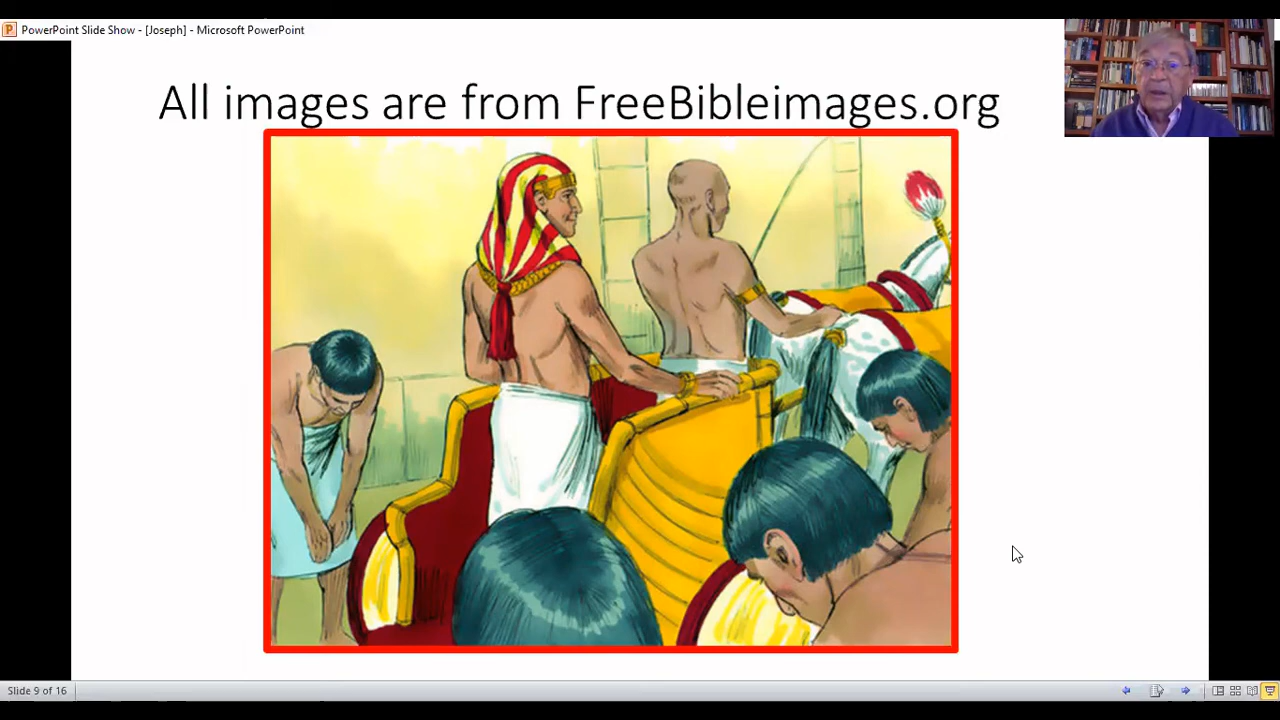 PowerPoint Slide Show - [Joseph] - Microsoft PowerPoint
All images are from FreeBibleimages.org
Slide 9 of 16